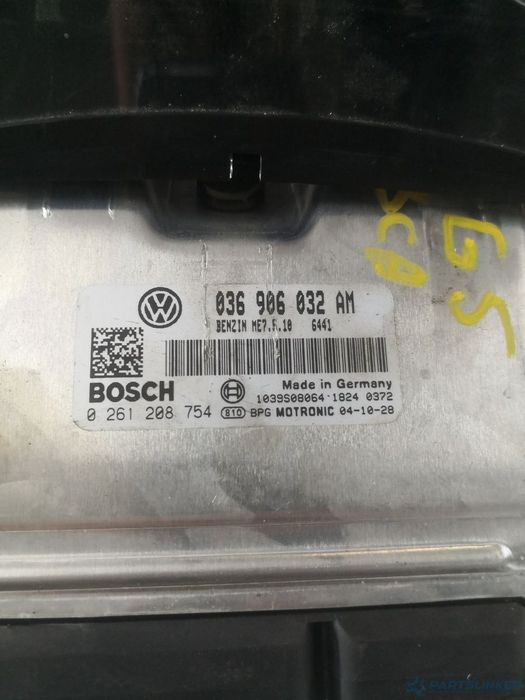 G5
036 906 032 AM
BENZIN ME7.5.10 6441
BOSCH
Made in Germany
1039S08064·1824 0372
0 261 208 754 810 BPG MOTRONIC 04-10-28
PARTSLINKER